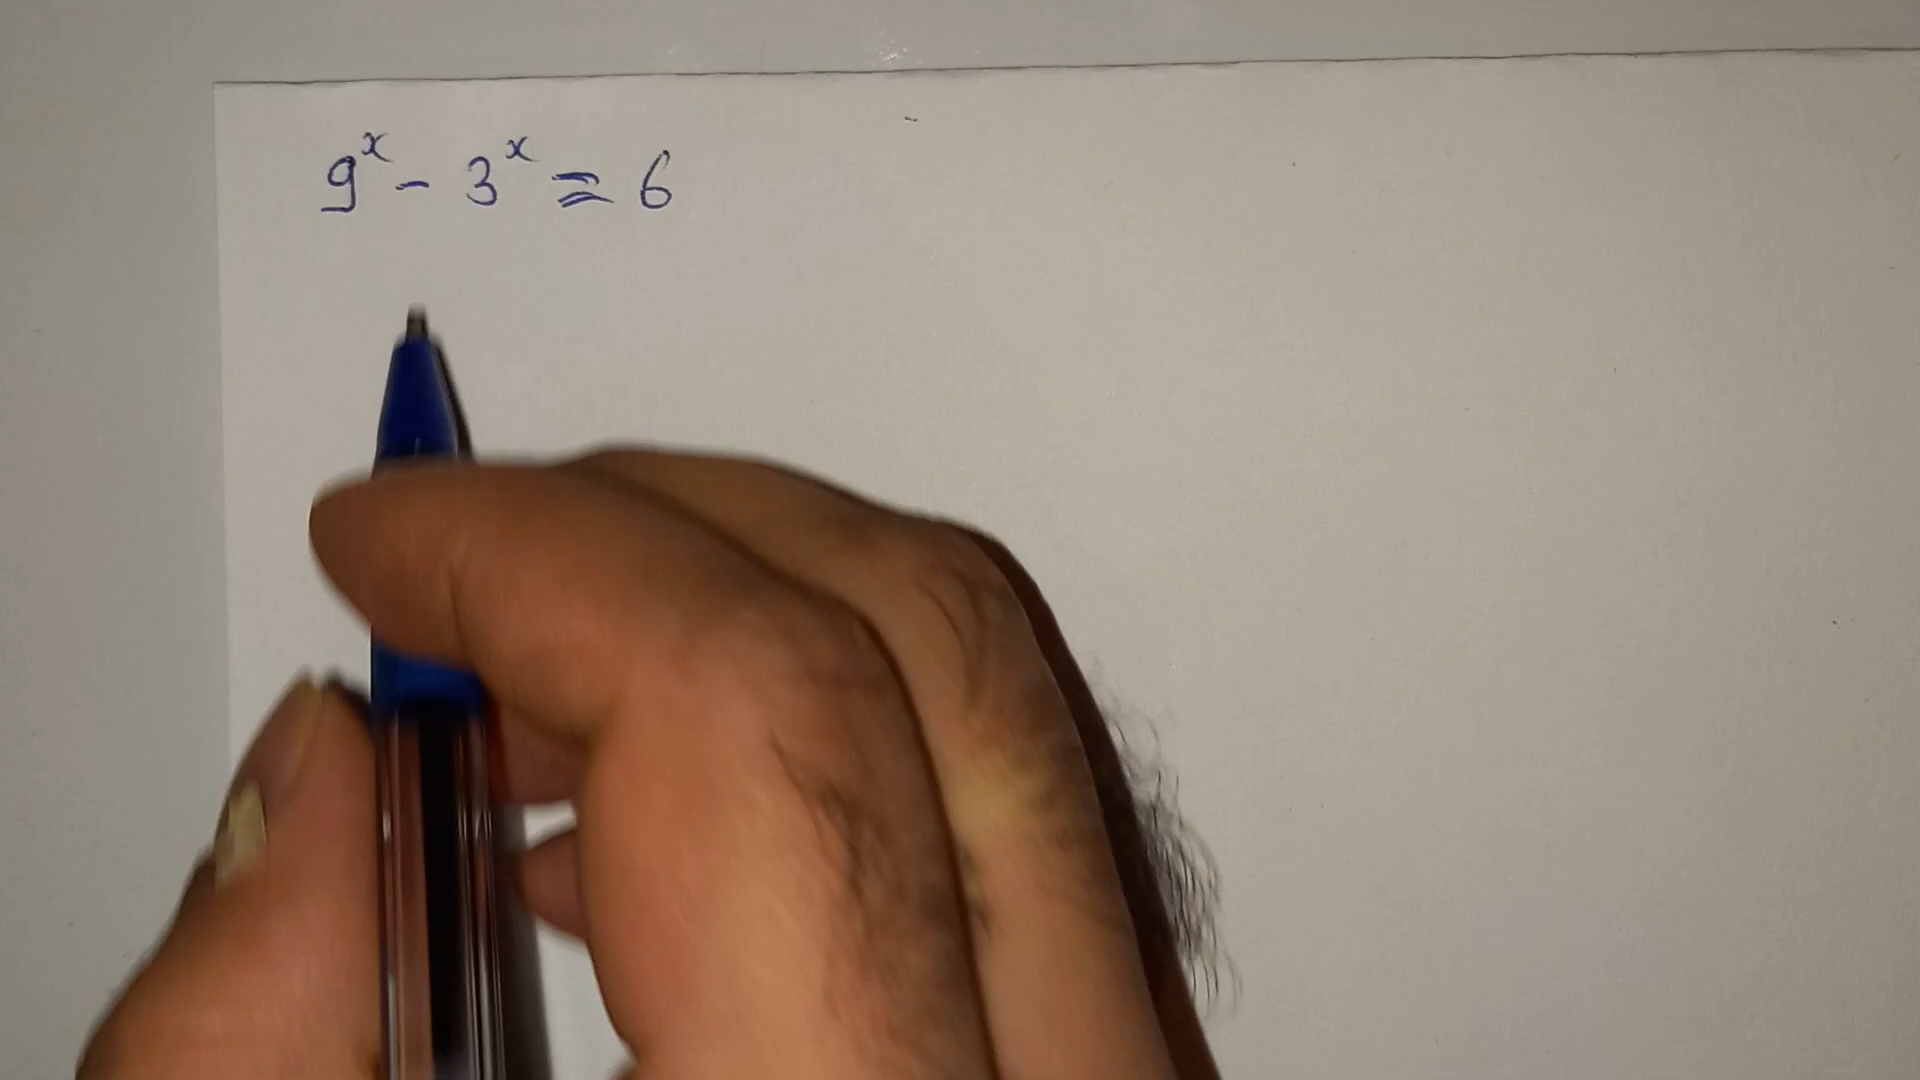 9^x - 3^x = 6